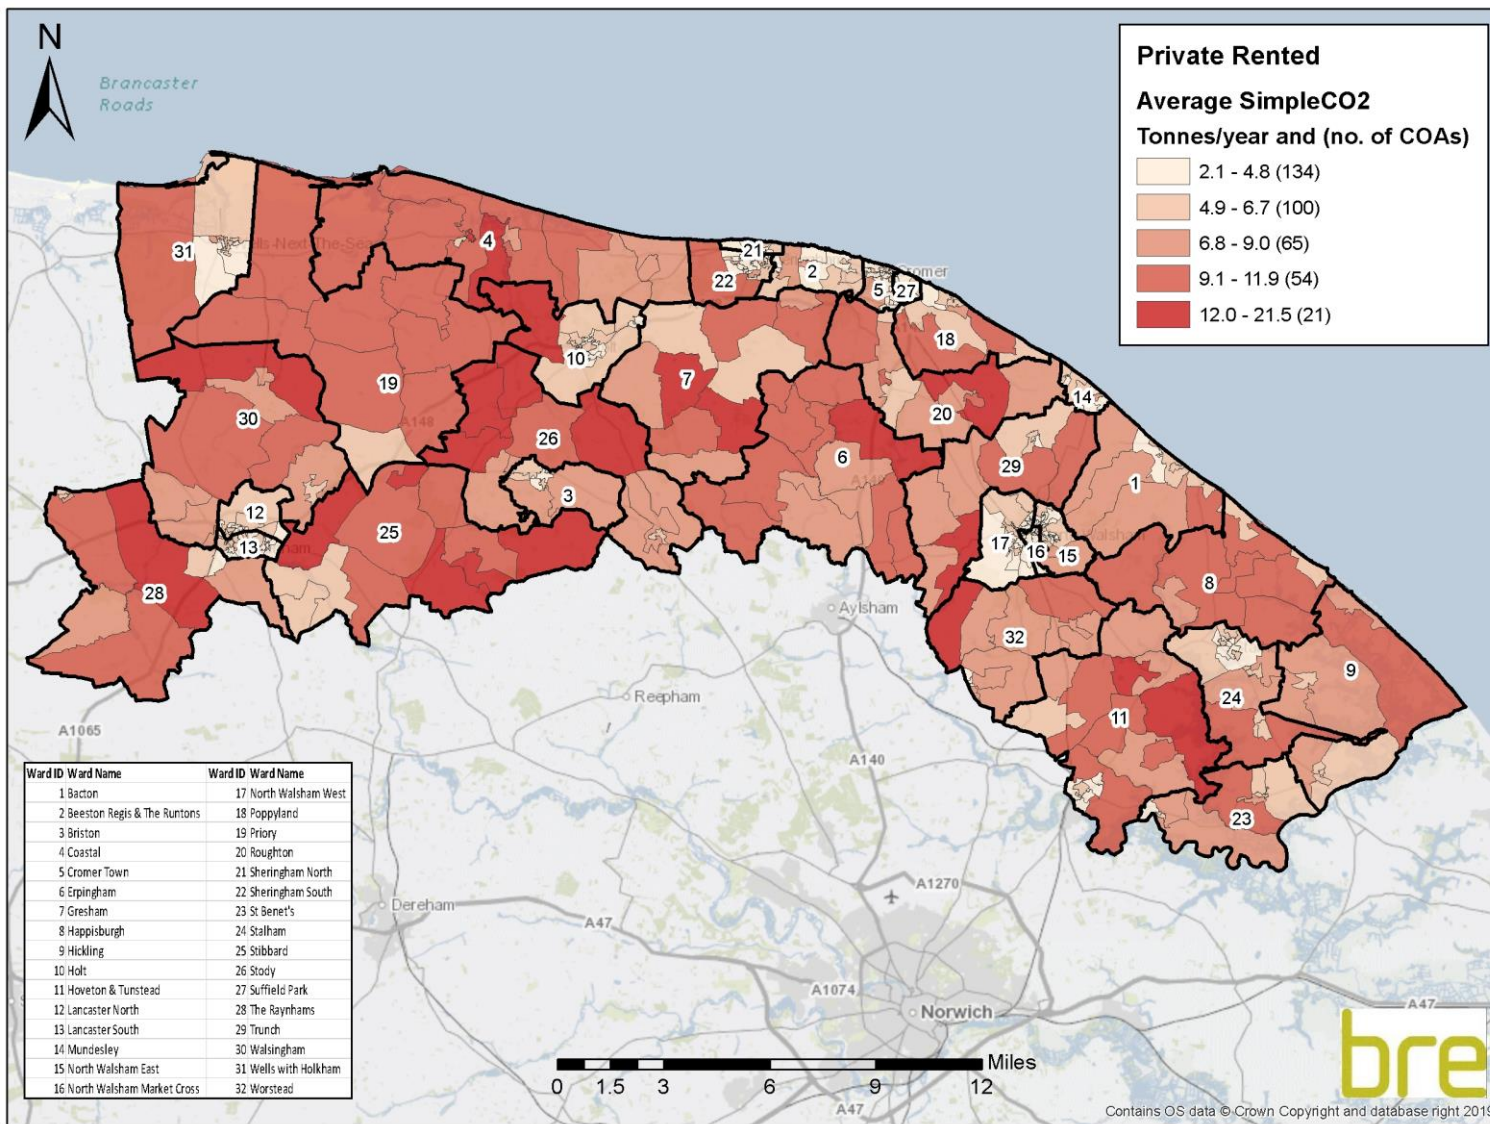 N
Brancaster
Roads
Private Rented
Average SimpleCO2
Tonnes/year and (no. of COAs)
2.1 - 4.8 (134)
4.9 - 6.7 (100)
6.8 - 9.0 (65)
9.1 - 11.9 (54)
12.0 - 21.5 (21)
31
4
21
22
2
5
27
Cromer
18
10
7
19
A148
14
20
30
26
6
29
1
3
12
13
25
17
16
15
28
8
32
Aylsham
9
24
11
Reepham
A1065
A140
23
Ward ID Ward Name Ward ID Ward Name
1 Bacton 17 North Walsham West
2 Beeston Regis & The Runtons 18 Poppyland
3 Briston 19 Priory
4 Coastal 20 Roughton
5 Cromer Town 21 Sheringham North
6 Erpingham 22 Sheringham South
7 Gresham 23 St Benet's
8 Happisburgh 24 Stalham
9 Hickling 25 Stibbard
10 Holt 26 Stody
11 Hoveton & Tunstead 27 Suffield Park
12 Lancaster North 28 The Raynhams
13 Lancaster South 29 Trunch
14 Mundesley 30 Walsingham
15 North Walsham East 31 Wells with Holkham
16 North Walsham Market Cross 32 Worstead
A1270
Dereham
A47
A1074
Norwich
A47
bre
Miles
0 1.5 3 6 9 12
A47
Contains OS data © Crown Copyright and database right 2019